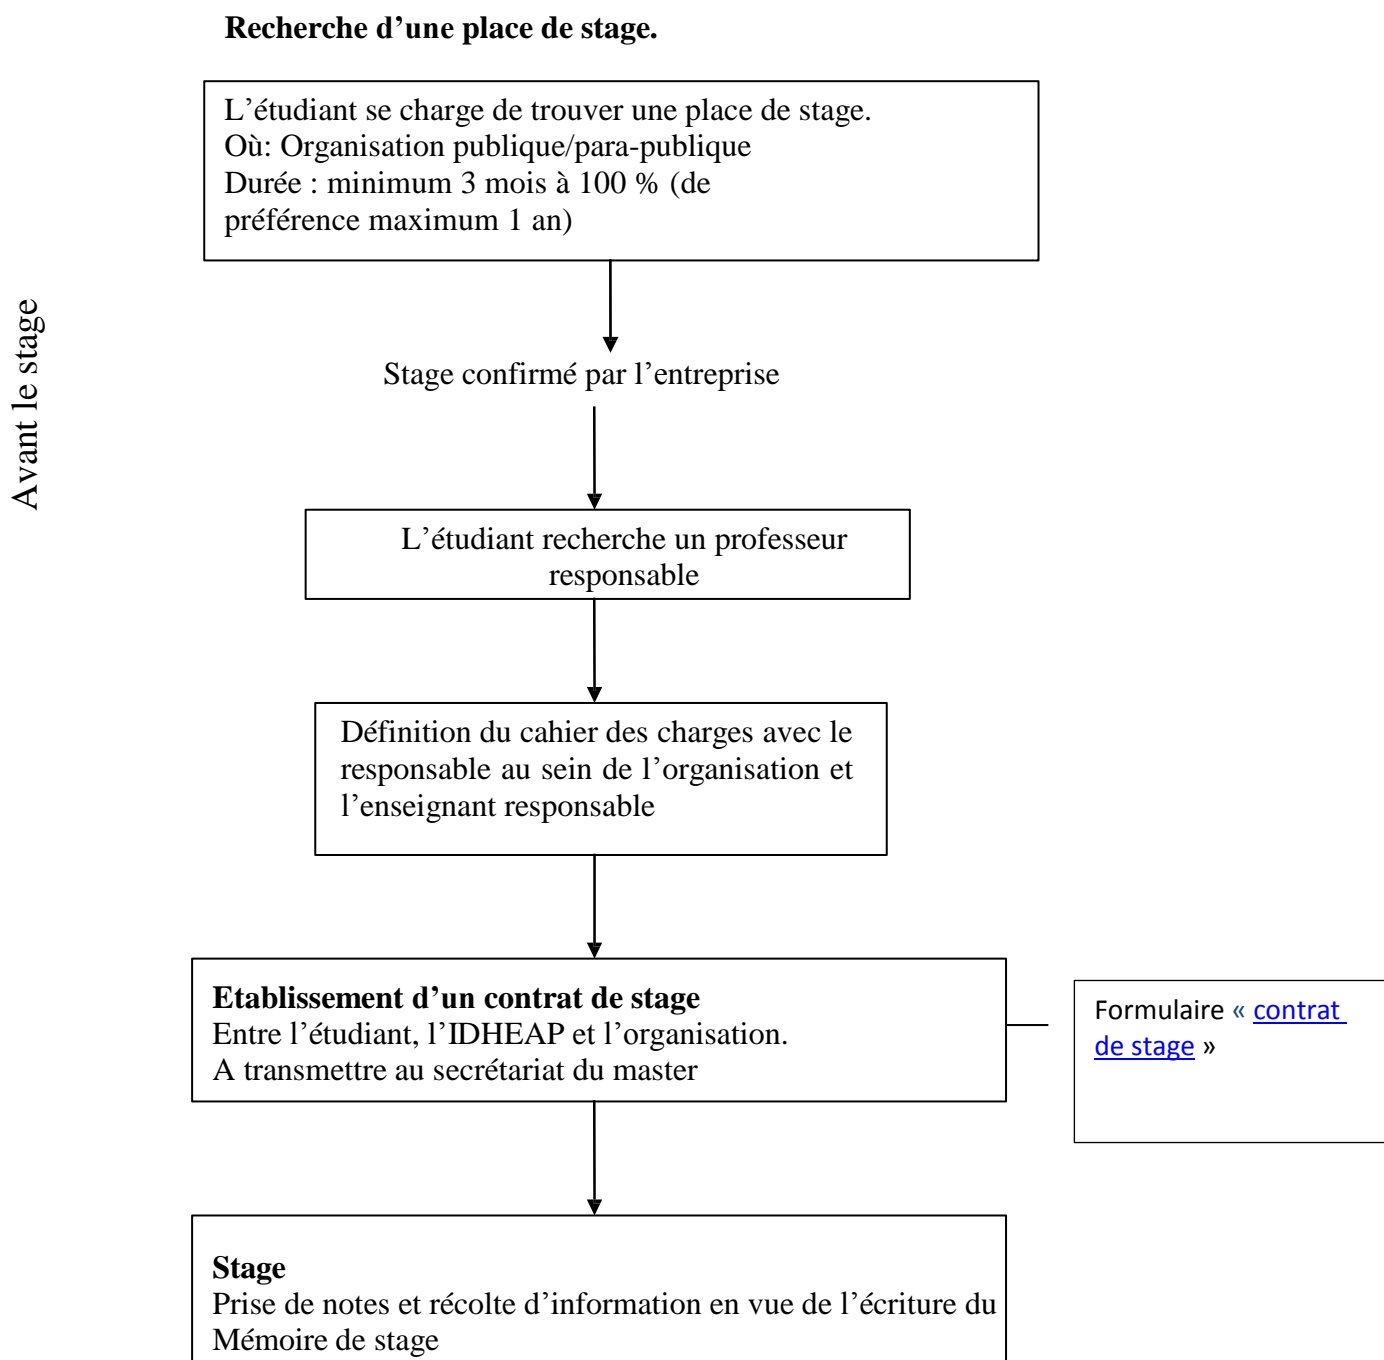 Recherche d’une place de stage.
L’étudiant se charge de trouver une place de stage.
Où: Organisation publique/para-publique
Durée : minimum 3 mois à 100 % (de
préférence maximum 1 an)
Avant le stage
Stage confirmé par l’entreprise
L’étudiant recherche un professeur
responsable
Définition du cahier des charges avec le
responsable au sein de l’organisation et
l’enseignant responsable
Etablissement d’un contrat de stage
Entre l’étudiant, l’IDHEAP et l’organisation.
A transmettre au secrétariat du master
Formulaire « contrat
de stage »
Stage
Prise de notes et récolte d’information en vue de l’écriture du
Mémoire de stage